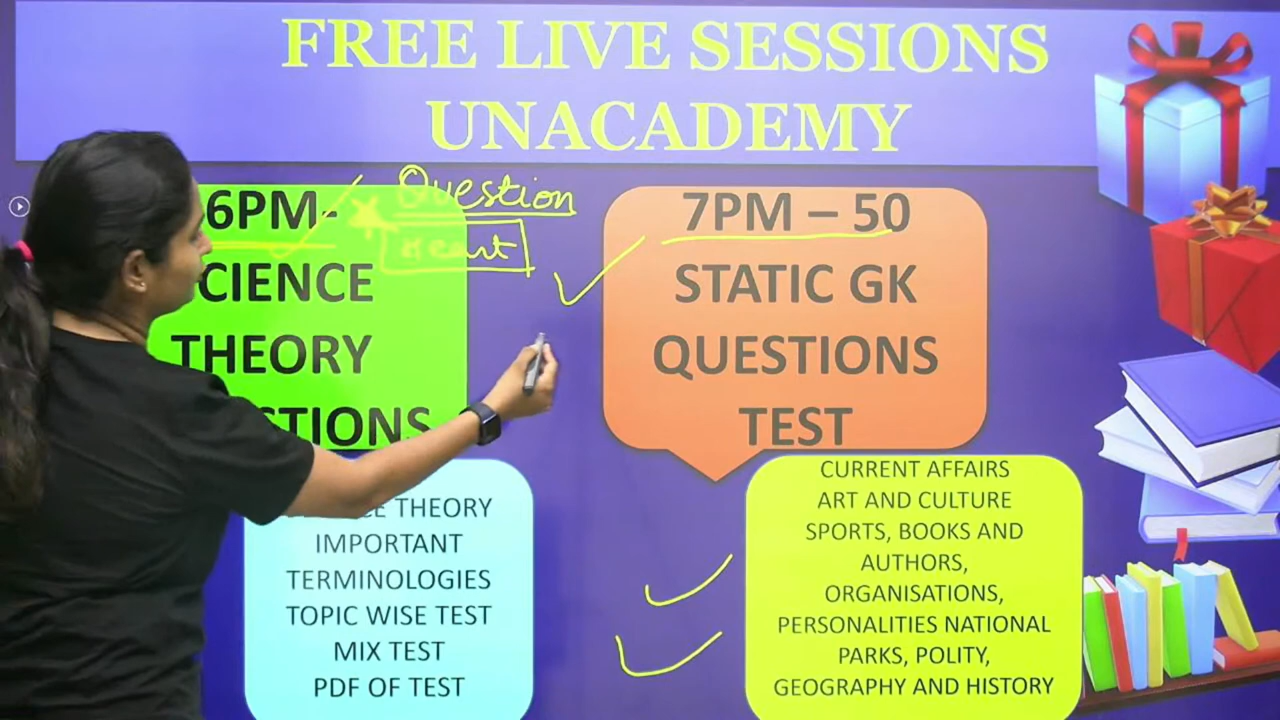 FREE LIVE SESSIONS
UNACADEMY
6PM-
SCIENCE
THEORY
Question
Heart
7PM – 50
STATIC GK
QUESTIONS
TEST
THEORY
IMPORTANT
TERMINOLOGIES
TOPIC WISE TEST
MIX TEST
PDF OF TEST
CURRENT AFFAIRS
ART AND CULTURE
SPORTS, BOOKS AND
AUTHORS,
ORGANISATIONS,
PERSONALITIES NATIONAL
PARKS, POLITY,
GEOGRAPHY AND HISTORY